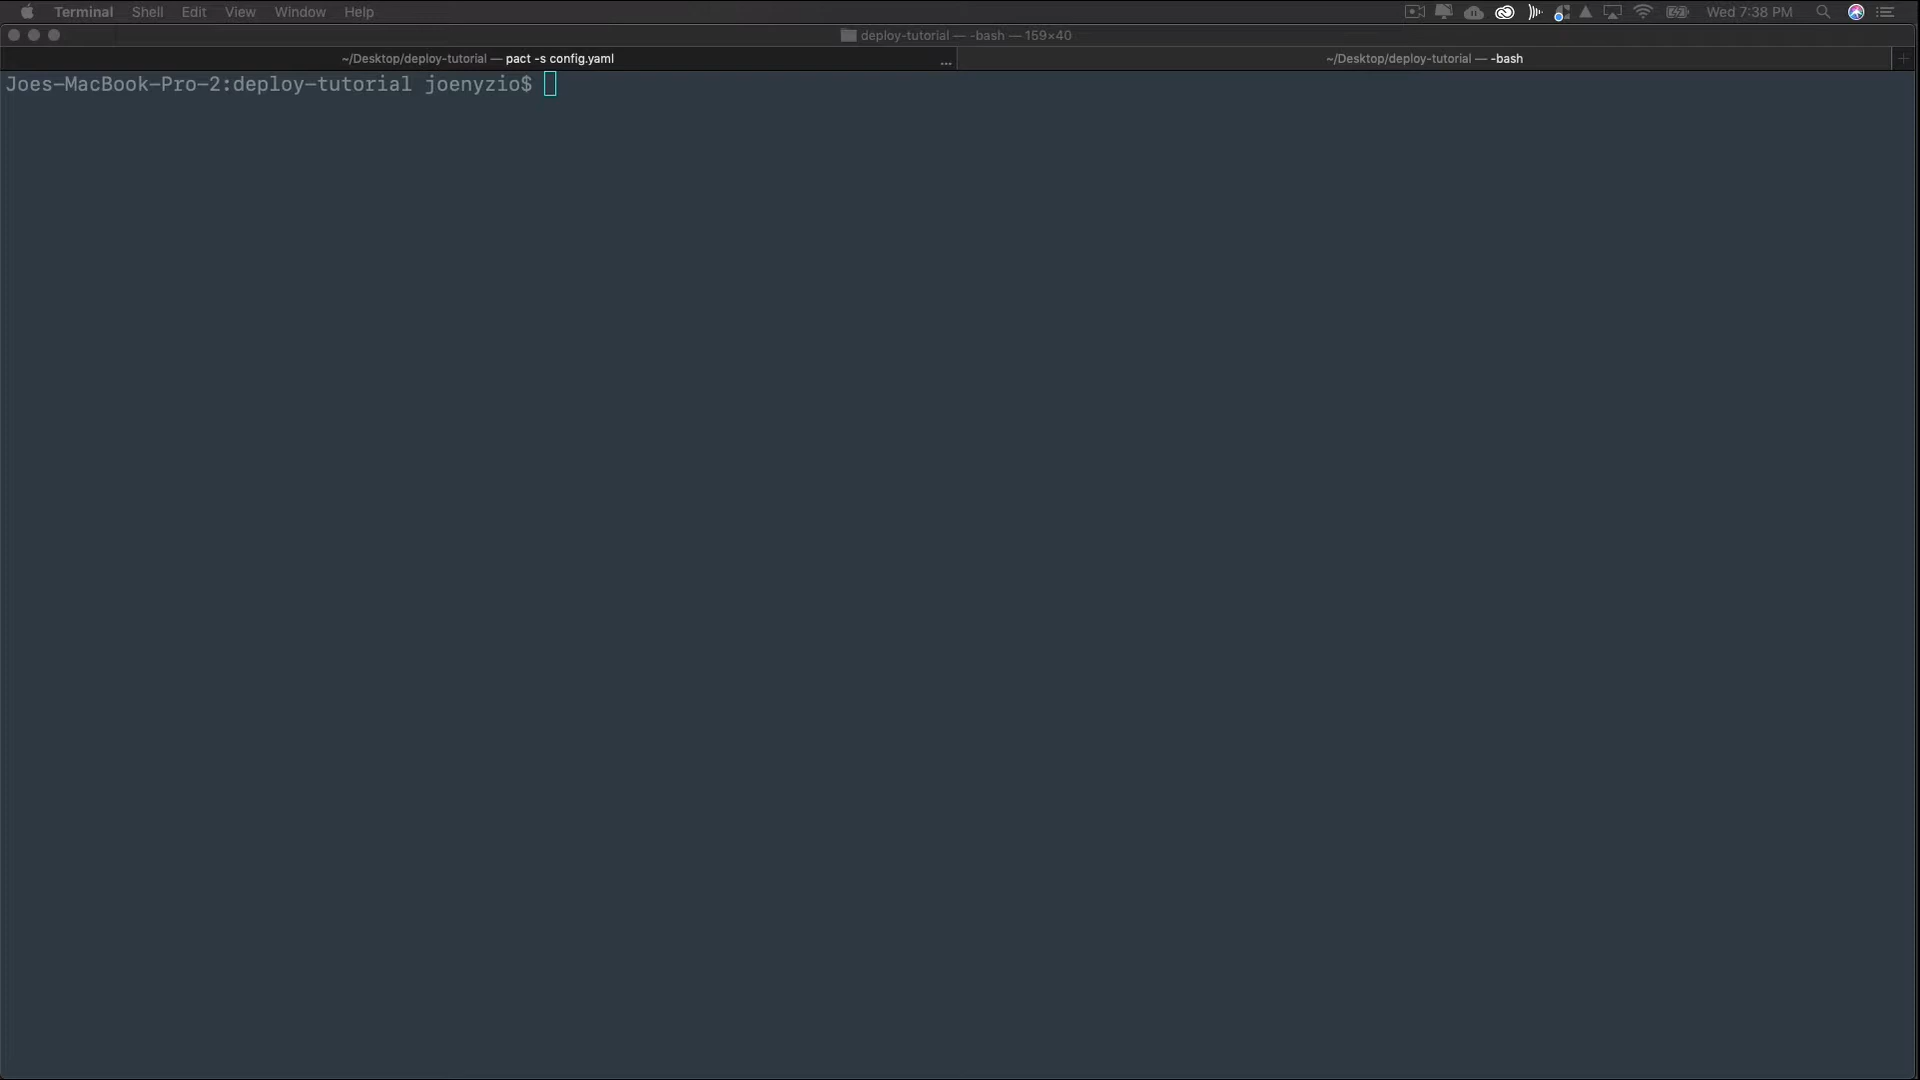 Terminal Shell Edit View Window Help Wed 7:38 PM
deploy-tutorial — -bash — 159×40
~/Desktop/deploy-tutorial — pact -s config.yaml ... ~/Desktop/deploy-tutorial — -bash +
Joes-MacBook-Pro-2:deploy-tutorial joenyzio$